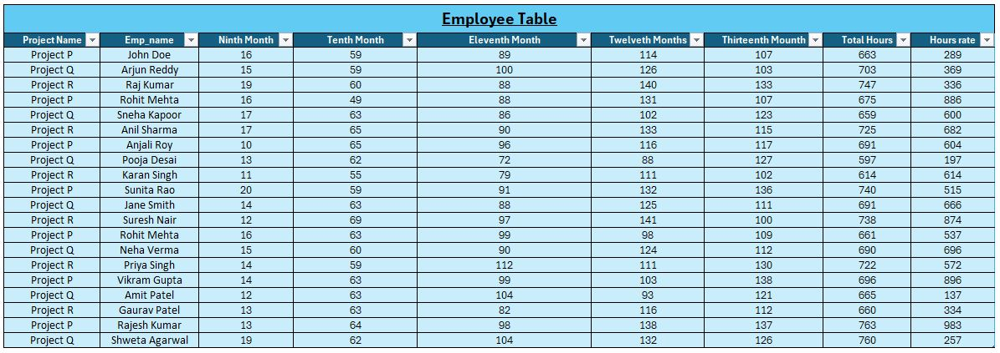 Employee Table
Project Name Emp_name Ninth Month Tenth Month Eleventh Month Twelveth Months Thirteenth Mounth Total Hours Hours rate
Project P John Doe 16 59 89 114 107 663 289
Project Q Arjun Reddy 15 59 100 126 103 703 369
Project R Raj Kumar 19 60 88 140 133 747 336
Project P Rohit Mehta 16 49 88 131 107 675 886
Project Q Sneha Kapoor 17 63 86 102 123 659 600
Project R Anil Sharma 17 65 90 133 115 725 682
Project P Anjali Roy 10 65 96 116 117 691 604
Project Q Pooja Desai 13 62 72 88 127 597 197
Project R Karan Singh 11 55 79 111 102 614 614
Project P Sunita Rao 20 59 91 132 136 740 515
Project Q Jane Smith 14 63 88 125 111 691 666
Project R Suresh Nair 12 69 97 141 100 738 874
Project P Rohit Mehta 16 63 99 98 109 661 537
Project Q Neha Verma 15 60 90 124 112 690 696
Project R Priya Singh 14 59 112 111 130 722 572
Project P Vikram Gupta 14 63 99 103 138 696 896
Project Q Amit Patel 12 63 104 93 121 665 137
Project R Gaurav Patel 13 63 82 116 112 660 334
Project P Rajesh Kumar 13 64 98 138 137 763 983
Project Q Shweta Agarwal 19 62 104 132 126 760 257